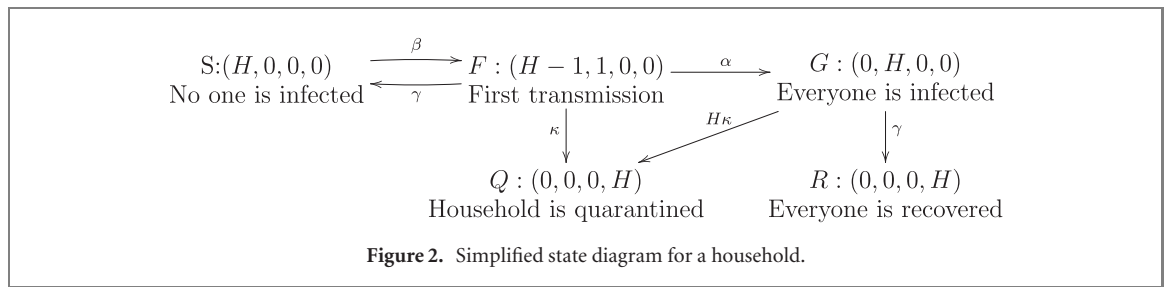 β
S:(H, 0, 0, 0) F : (H − 1, 1, 0, 0) α G : (0, H, 0, 0)
No one is infected γ First transmission Everyone is infected
κ Hκ γ
Q : (0, 0, 0, H) R : (0, 0, 0, H)
Household is quarantined Everyone is recovered
Figure 2. Simplified state diagram for a household.